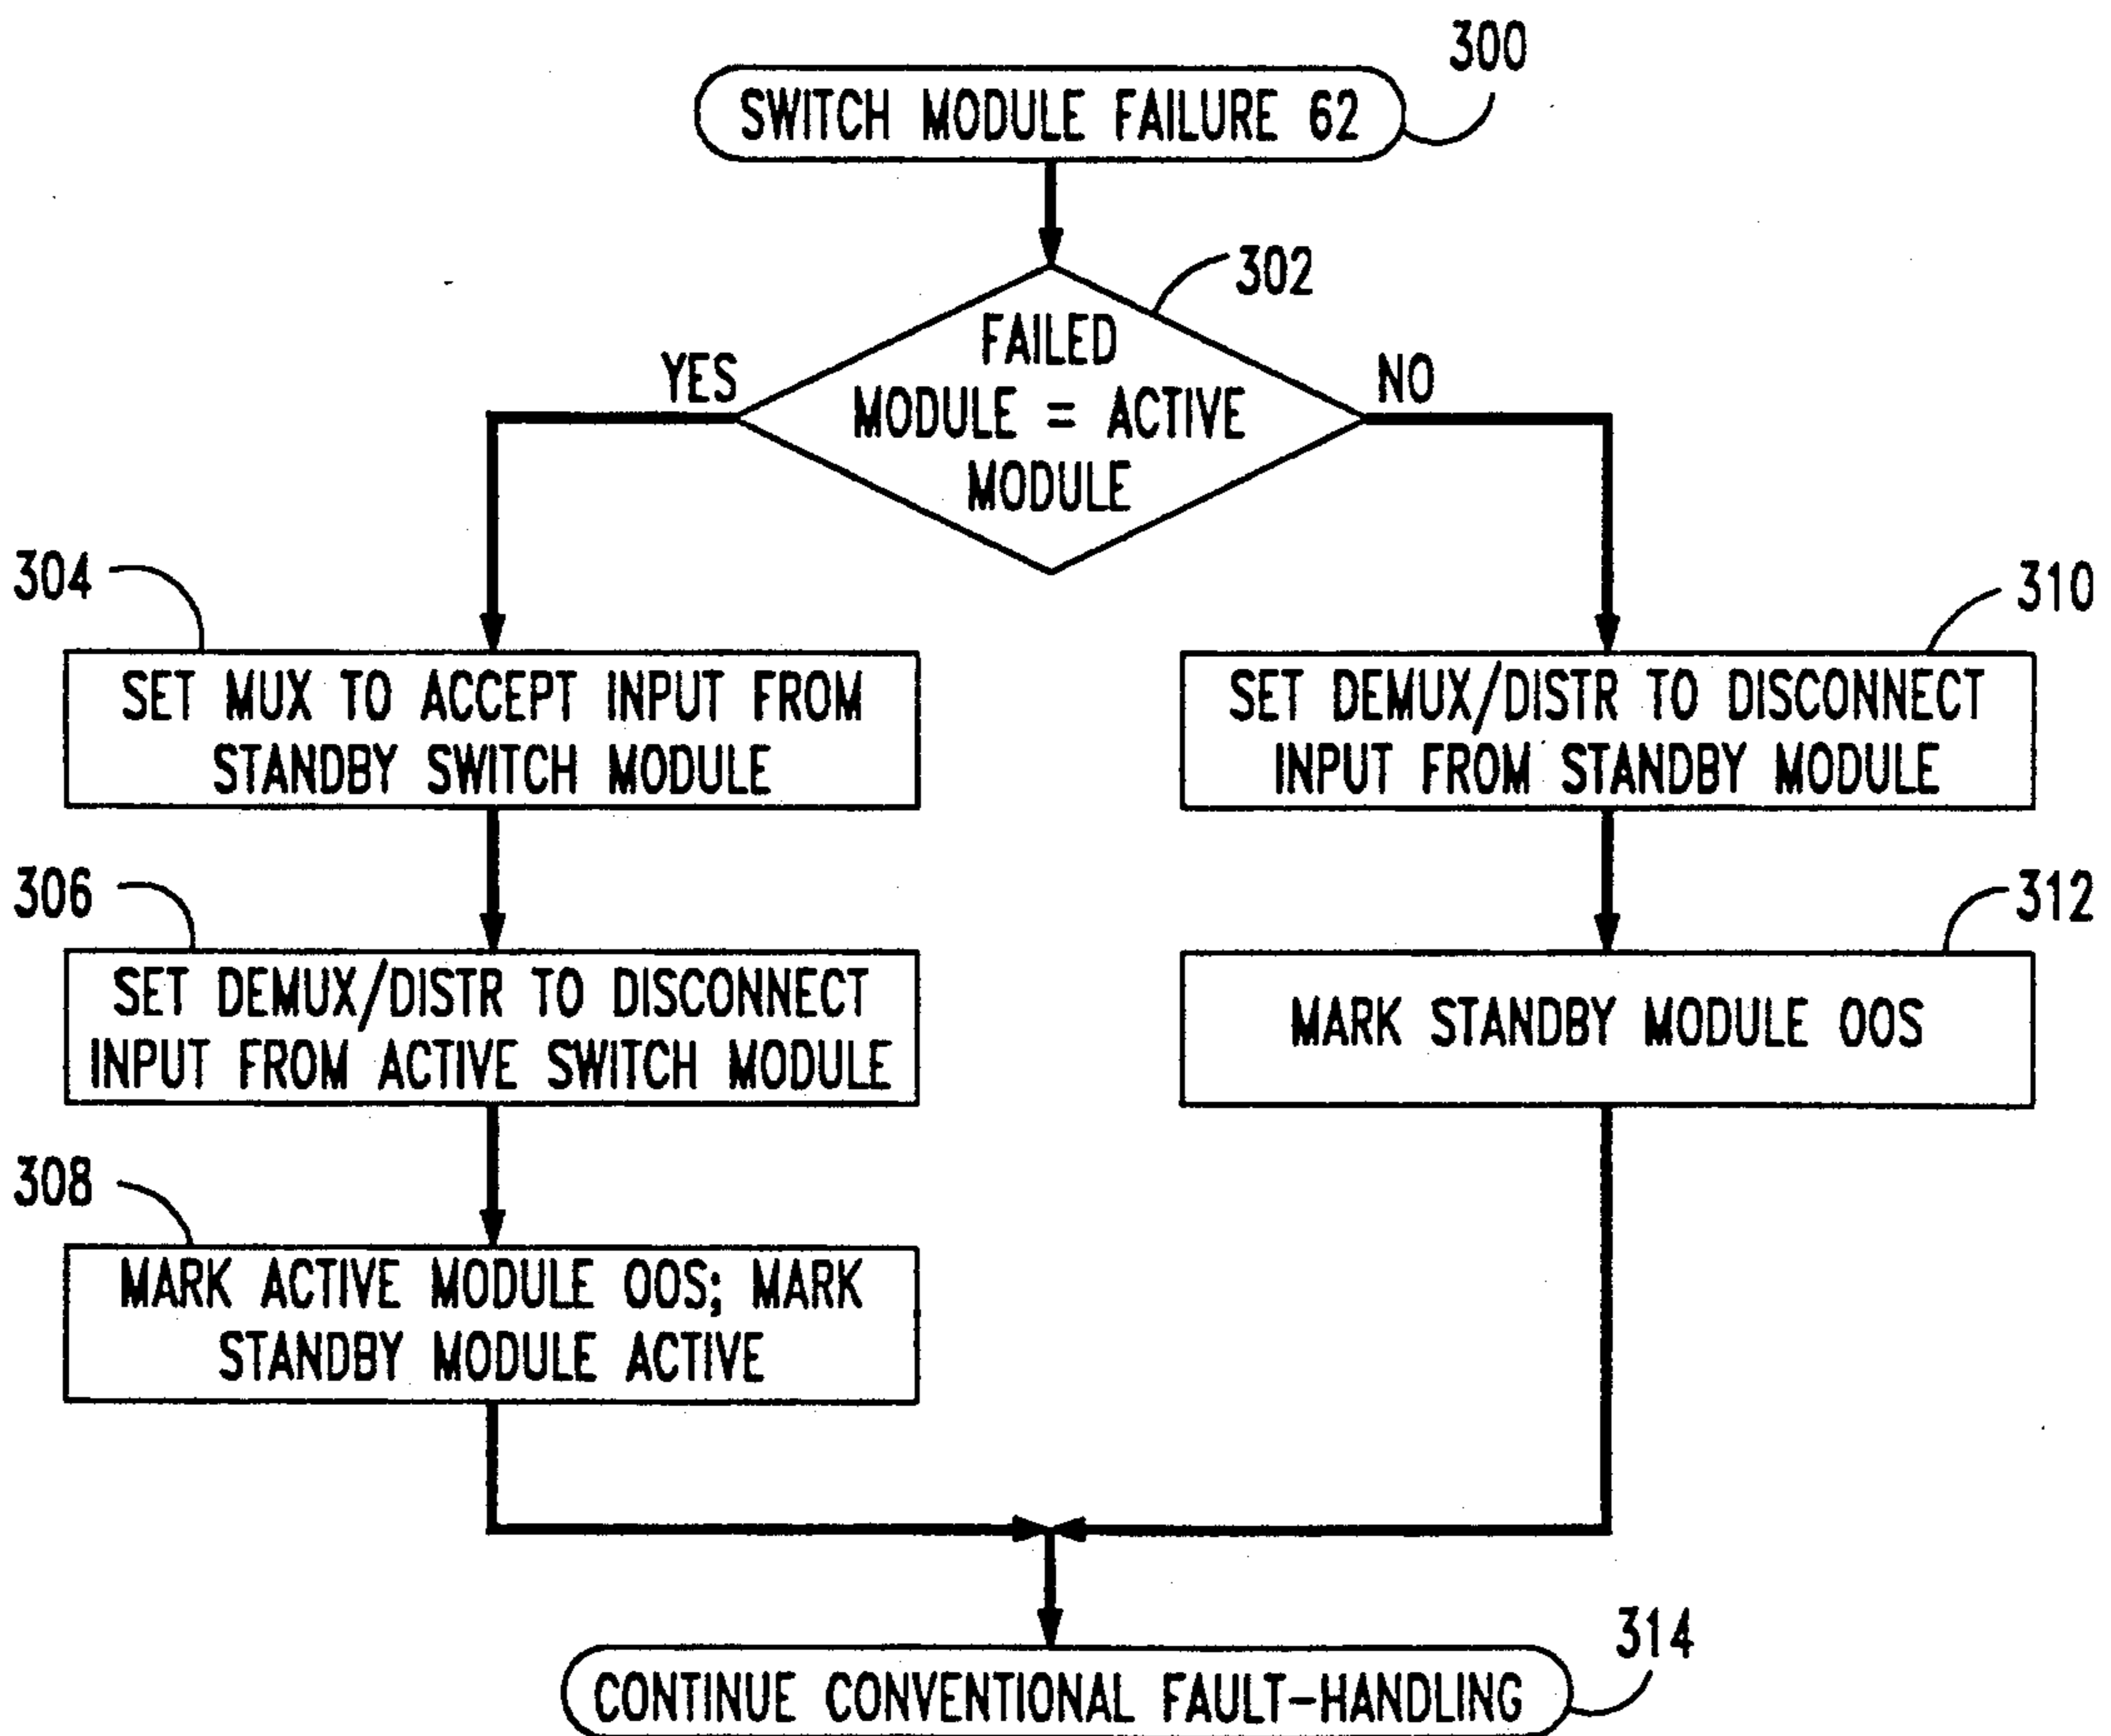 300
SWITCH MODULE FAILURE 62
302
FAILED
MODULE = ACTIVE
MODULE
YES
NO
304
SET MUX TO ACCEPT INPUT FROM
STANDBY SWITCH MODULE
310
SET DEMUX/DISTR TO DISCONNECT
INPUT FROM STANDBY MODULE
306
SET DEMUX/DISTR TO DISCONNECT
INPUT FROM ACTIVE SWITCH MODULE
312
MARK STANDBY MODULE OOS
308
MARK ACTIVE MODULE OOS; MARK
STANDBY MODULE ACTIVE
314
CONTINUE CONVENTIONAL FAULT-HANDLING